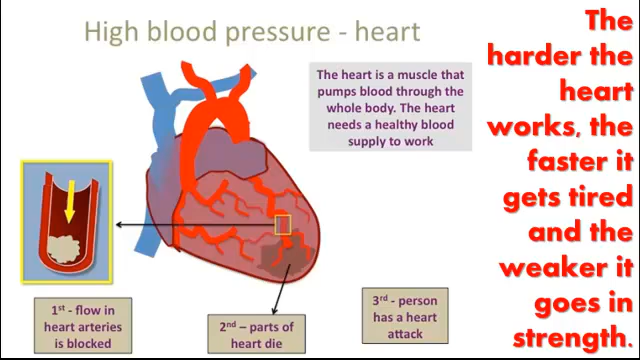 High blood pressure - heart
The heart is a muscle that
pumps blood through the
whole body. The heart
needs a healthy blood
supply to work
1st - flow in
heart arteries
is blocked
2nd – parts of
heart die
3rd - person
has a heart
attack
The
harder the
heart
works, the
faster it
gets tired
and the
weaker it
goes in
strength.